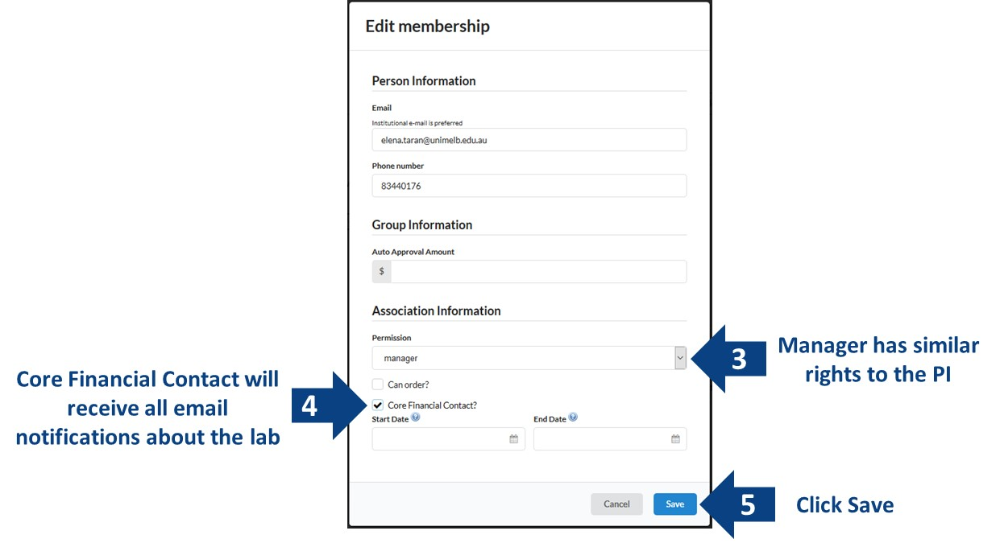 Edit membership
Person Information
Email
Institutional e-mail is preferred
elena.taran@unimelb.edu.au
Phone number
83440176
Group Information
Auto Approval Amount
$
Association Information
Permission
manager
3
Manager has similar
rights to the PI
Can order?
Core Financial Contact will
receive all email
notifications about the lab
4
Core Financial Contact?
Start Date
End Date
Cancel
Save
5
Click Save